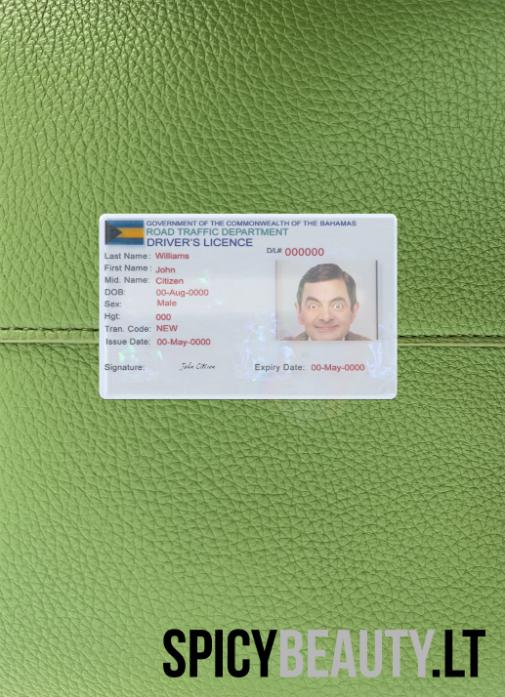 GOVERNMENT OF THE COMMONWEALTH OF THE BAHAMAS
ROAD TRAFFIC DEPARTMENT
DRIVER'S LICENCE
D/L# 000000
Last Name: Williams
First Name: John
Mid. Name: Citizen
DOB: 00-Aug-0000
Sex: Male
Hgt: 000
Tran. Code: NEW
Issue Date: 00-May-0000
Signature: John Citizen Expiry Date: 00-May-0000
SPICYBEAUTY.LT